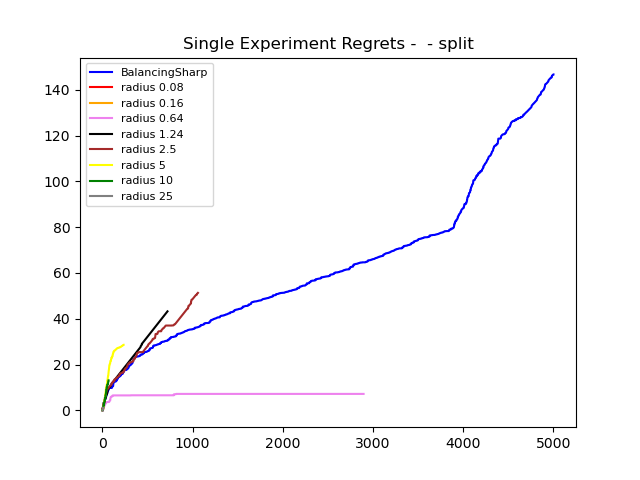 Single Experiment Regrets -  - split
BalancingSharp
radius 0.08
radius 0.16
radius 0.64
radius 1.24
radius 2.5
radius 5
radius 10
radius 25
140
120
100
80
60
40
20
0
0 1000 2000 3000 4000 5000